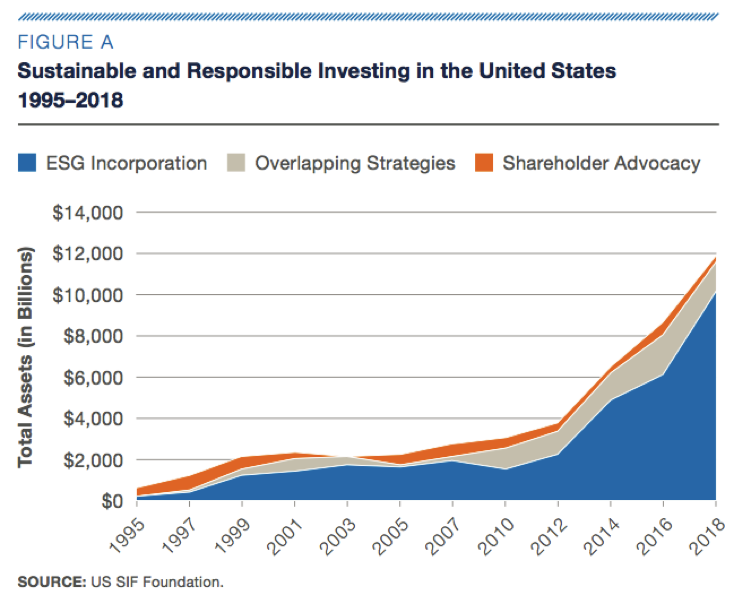 FIGURE A
Sustainable and Responsible Investing in the United States
1995–2018
ESG Incorporation Overlapping Strategies Shareholder Advocacy
Total Assets (in Billions)
$14,000
$12,000
$10,000
$8,000
$6,000
$4,000
$2,000
$0
1995 1997 1999 2001 2003 2005 2007 2010 2012 2014 2016 2018
SOURCE: US SIF Foundation.